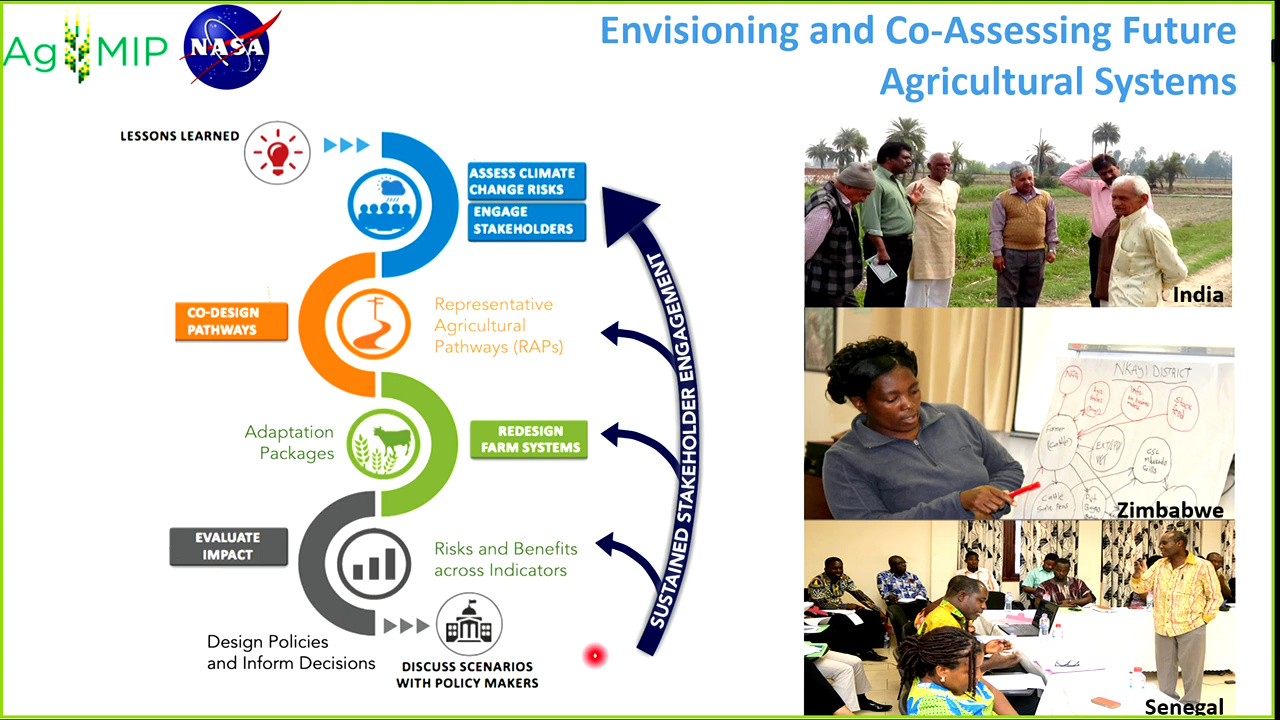 AgMIP
NASA
Envisioning and Co-Assessing Future
Agricultural Systems
LESSONS LEARNED
ASSESS CLIMATE
CHANGE RISKS
ENGAGE
STAKEHOLDERS
CO-DESIGN
PATHWAYS
Representative
Agricultural
Pathways (RAPs)
Adaptation
Packages
REDESIGN
FARM SYSTEMS
EVALUATE
IMPACT
Risks and Benefits
across Indicators
Design Policies
and Inform Decisions
DISCUSS SCENARIOS
WITH POLICY MAKERS
SUSTAINED STAKEHOLDER ENGAGEMENT
India
NKAYI DISTRICT
Farmer
(cattle)
Zimbabwe
Senegal